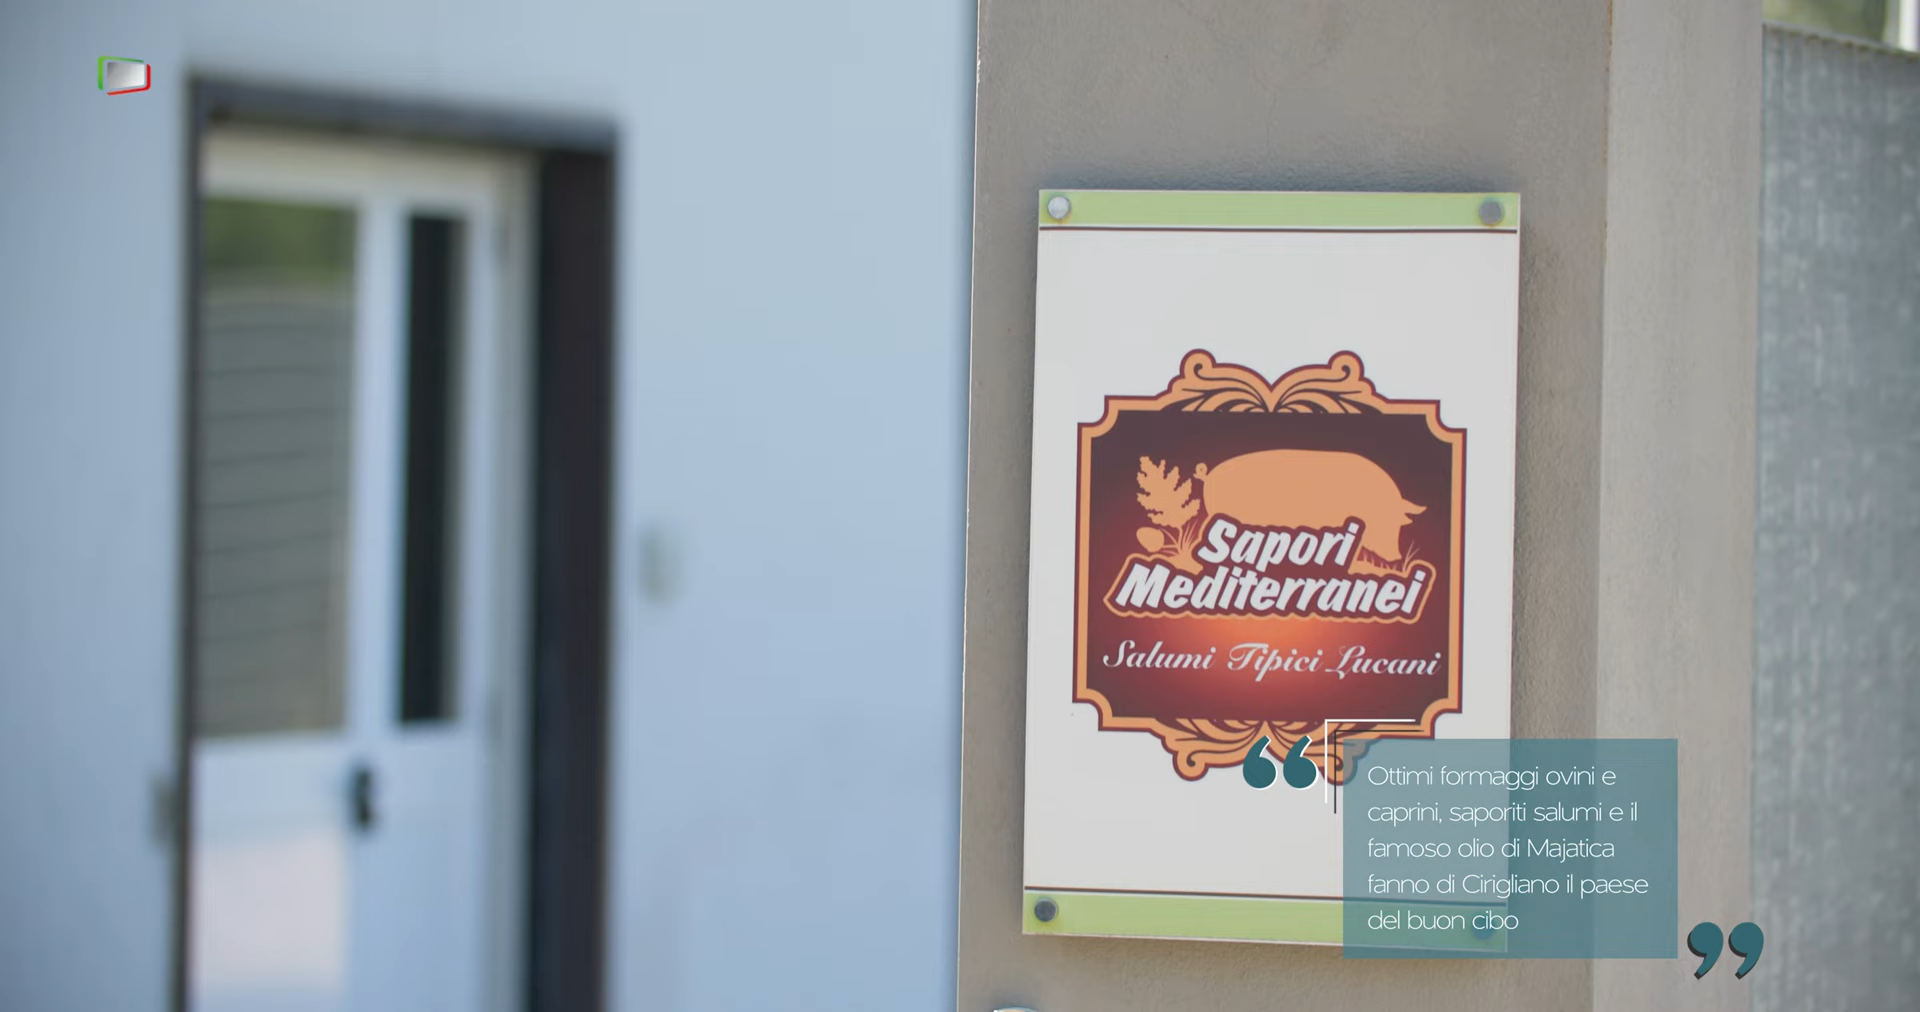 Sapori
Mediterranei
Salumi Tipici Lucani
“
Ottimi formaggi ovini e
caprini, saporiti salumi e il
famoso olio di Majatica
fanno di Cirigliano il paese
del buon cibo
”